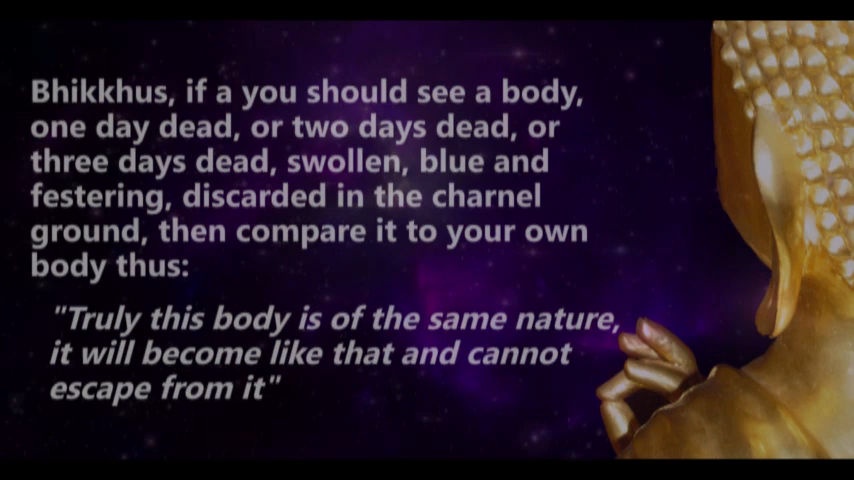 Bhikkhus, if a you should see a body,
one day dead, or two days dead, or
three days dead, swollen, blue and
festering, discarded in the charnel
ground, then compare it to your own
body thus:
"Truly this body is of the same nature,
it will become like that and cannot
escape from it"